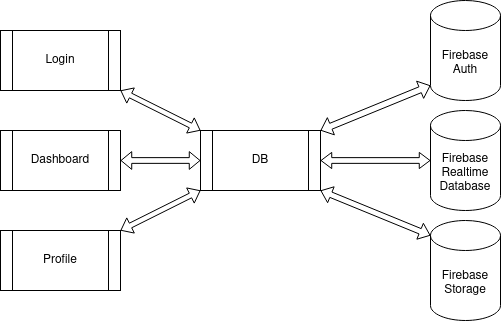 Login
Dashboard
Profile
DB
Firebase
Auth
Firebase
Realtime
Database
Firebase
Storage